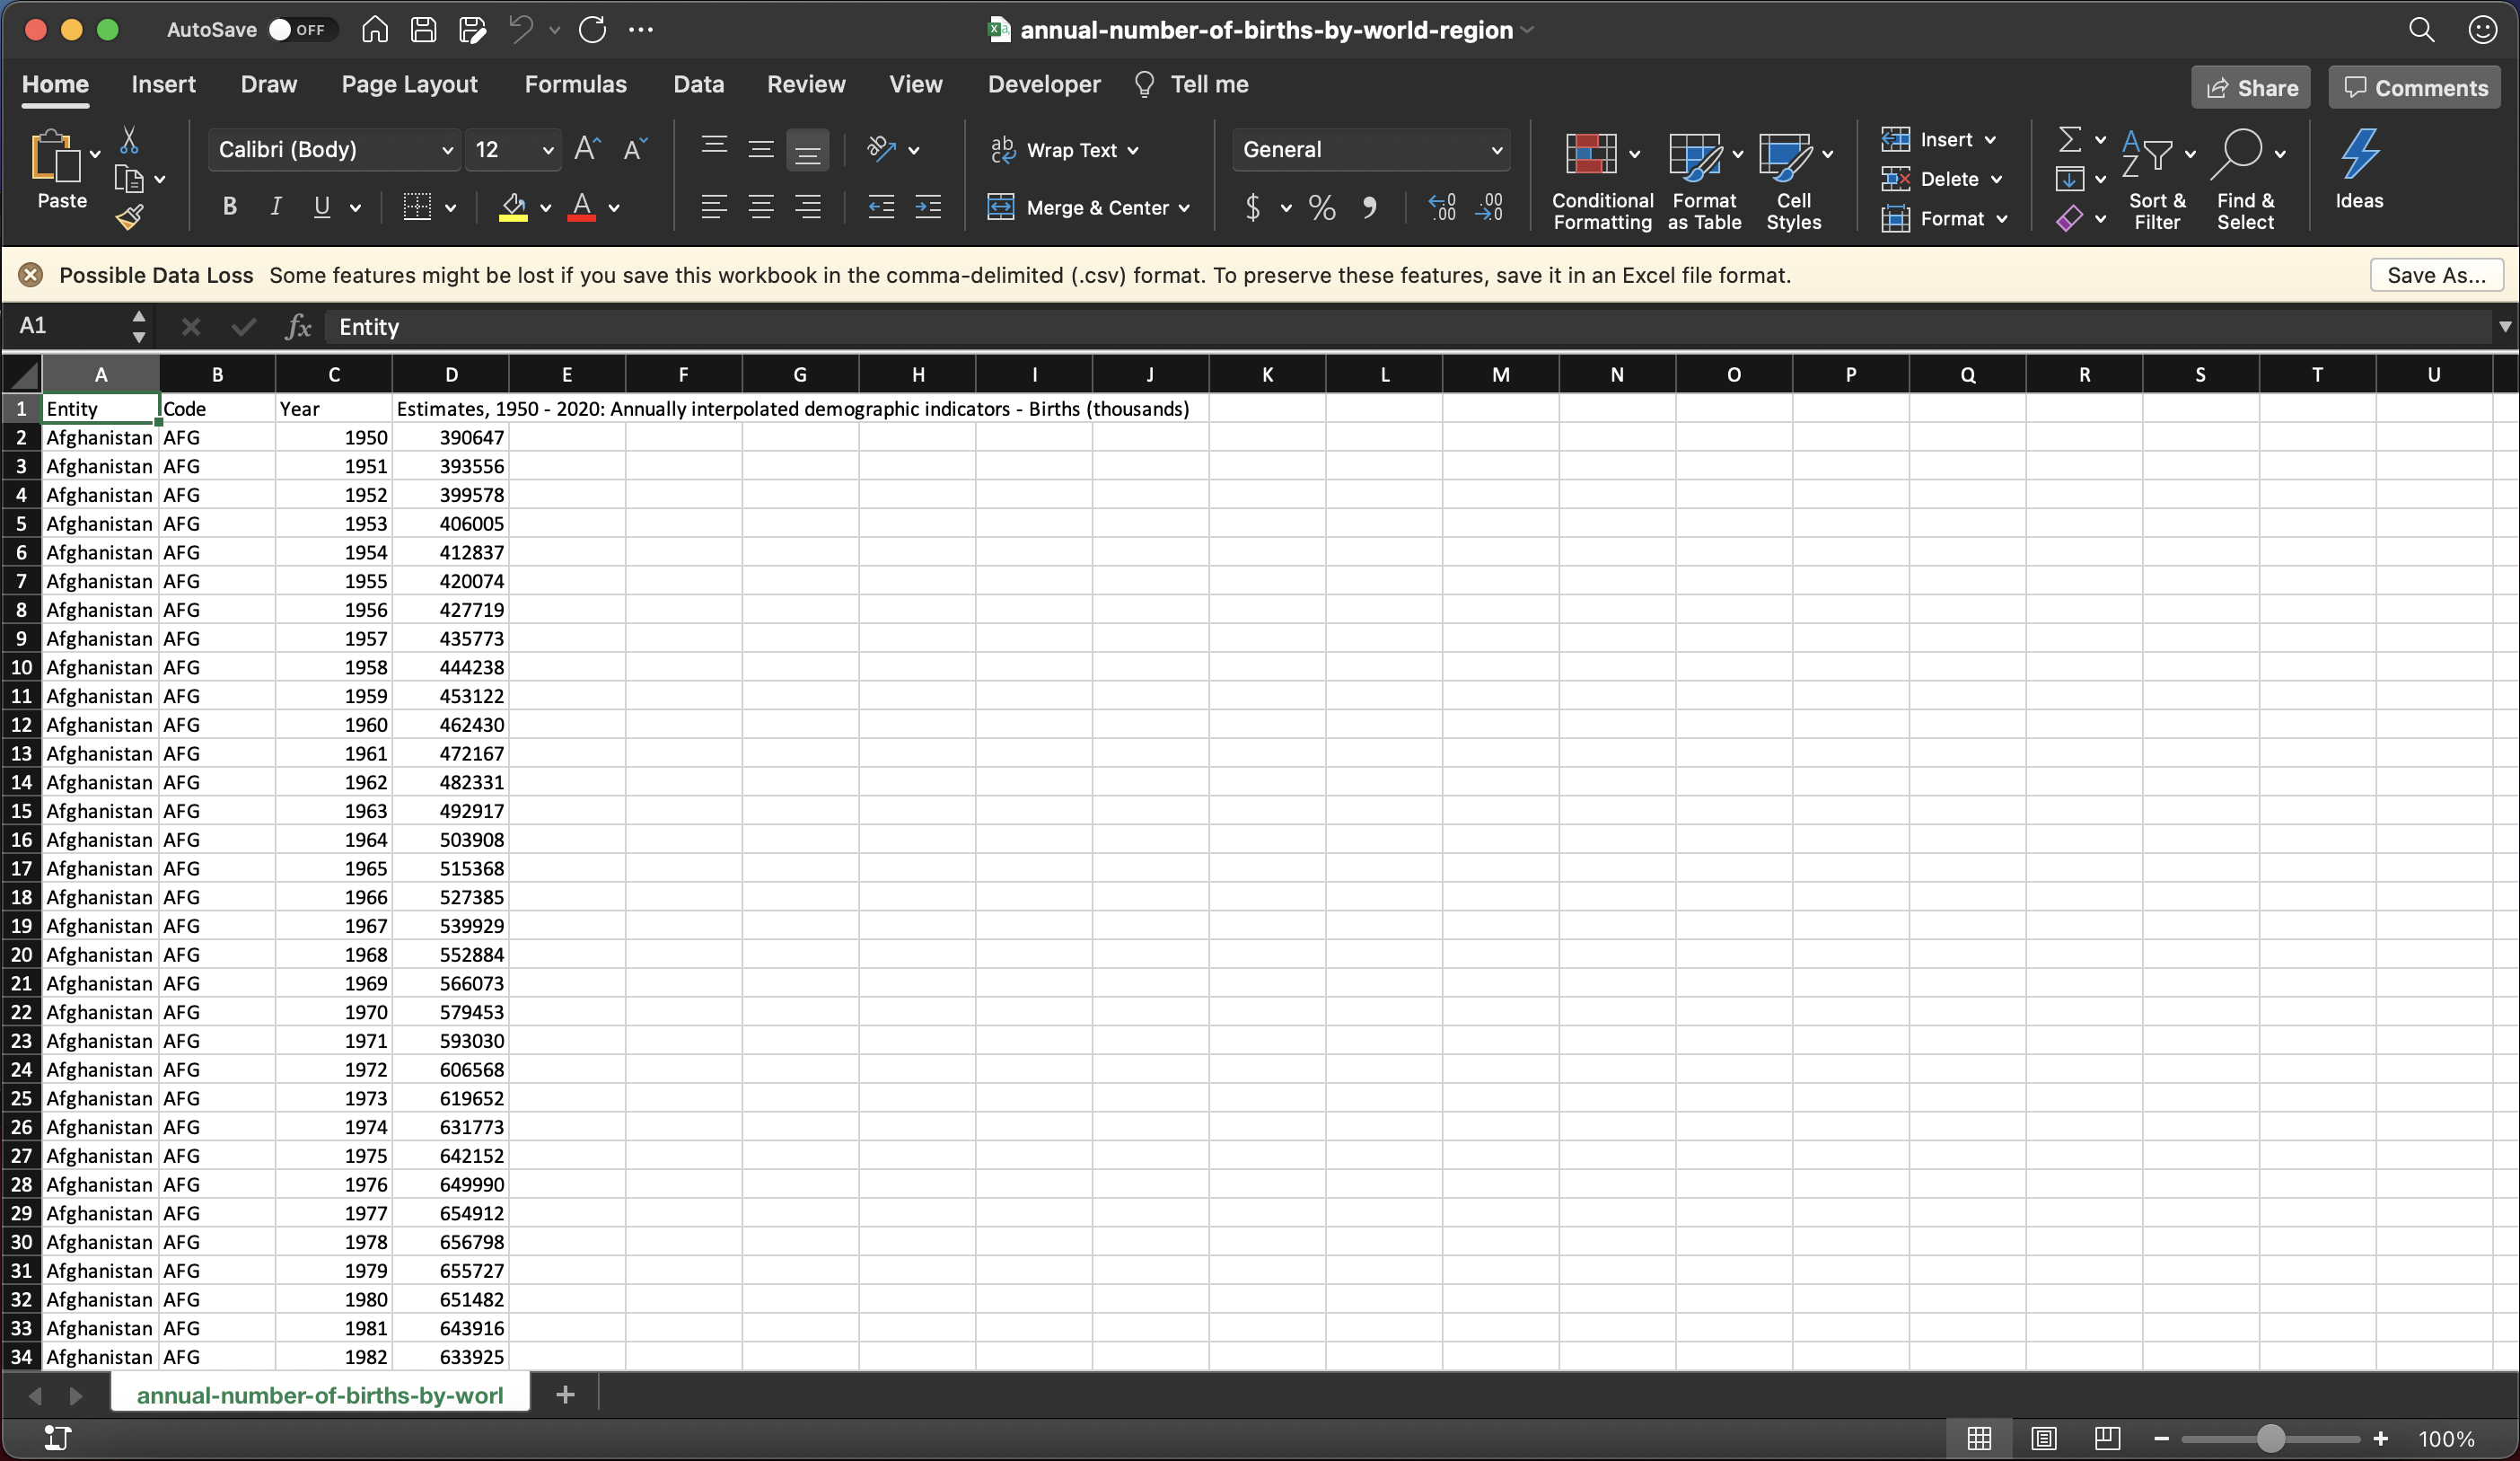 AutoSave OFF annual-number-of-births-by-world-region
Home Insert Draw Page Layout Formulas Data Review View Developer Tell me Share Comments
Paste
Calibri (Body) 12
B I U
Wrap Text
Merge & Center
General
$ %
Conditional Formatting
Format as Table
Cell Styles
Insert
Delete
Format
Sort & Filter
Find & Select
Ideas
Possible Data Loss Some features might be lost if you save this workbook in the comma-delimited (.csv) format. To preserve these features, save it in an Excel file format. Save As...
A1 fx Entity
A B C D E F G H I J K L M N O P Q R S T U
1 Entity Code Year Estimates, 1950 - 2020: Annually interpolated demographic indicators - Births (thousands)
2 Afghanistan AFG 1950 390647
3 Afghanistan AFG 1951 393556
4 Afghanistan AFG 1952 399578
5 Afghanistan AFG 1953 406005
6 Afghanistan AFG 1954 412837
7 Afghanistan AFG 1955 420074
8 Afghanistan AFG 1956 427719
9 Afghanistan AFG 1957 435773
10 Afghanistan AFG 1958 444238
11 Afghanistan AFG 1959 453122
12 Afghanistan AFG 1960 462430
13 Afghanistan AFG 1961 472167
14 Afghanistan AFG 1962 482331
15 Afghanistan AFG 1963 492917
16 Afghanistan AFG 1964 503908
17 Afghanistan AFG 1965 515368
18 Afghanistan AFG 1966 527385
19 Afghanistan AFG 1967 539929
20 Afghanistan AFG 1968 552884
21 Afghanistan AFG 1969 566073
22 Afghanistan AFG 1970 579453
23 Afghanistan AFG 1971 593030
24 Afghanistan AFG 1972 606568
25 Afghanistan AFG 1973 619652
26 Afghanistan AFG 1974 631773
27 Afghanistan AFG 1975 642152
28 Afghanistan AFG 1976 649990
29 Afghanistan AFG 1977 654912
30 Afghanistan AFG 1978 656798
31 Afghanistan AFG 1979 655727
32 Afghanistan AFG 1980 651482
33 Afghanistan AFG 1981 643916
34 Afghanistan AFG 1982 633925
annual-number-of-births-by-worl +
100%